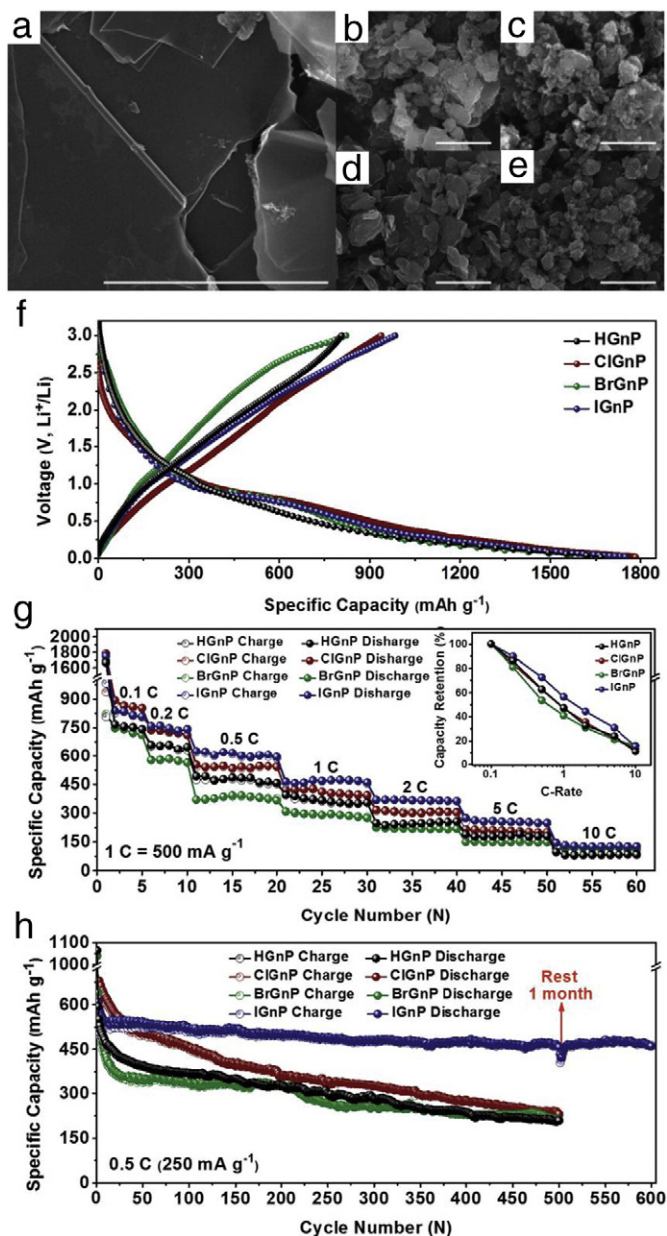 a
b
c
d
e
f
3.0
2.5
2.0
1.5
1.0
0.5
0.0
Voltage (V, Li⁺/Li)
HGnP
ClGnP
BrGnP
IGnP
0 300 600 900 1200 1500 1800
Specific Capacity (mAh g⁻¹)
g
2000
1800
1600
900
750
600
450
300
150
0
Specific Capacity (mAh g⁻¹)
HGnP Charge HGnP Disharge
ClGnP Charge ClGnP Disharge
BrGnP Charge BrGnP Discharge
IGnP Charge IGnP Disharge
0.1 C
0.2 C
0.5 C
1 C
2 C
5 C
10 C
1 C = 500 mA g⁻¹
Capacity Retention (%
100
80
60
40
20
0
HGnP
ClGnP
BrGnP
IGnP
0.1 1 10
C-Rate
0 5 10 15 20 25 30 35 40 45 50 55 60
Cycle Number (N)
h
1100
1000
600
450
300
150
0
Specific Capacity (mAh g⁻¹)
HGnP Charge HGnP Discharge
ClGnP Charge ClGnP Discharge
BrGnP Charge BrGnP Discharge
IGnP Charge IGnP Discharge
Rest
1 month
0.5 C (250 mA g⁻¹)
0 50 100 150 200 250 300 350 400 450 500 600
Cycle Number (N)